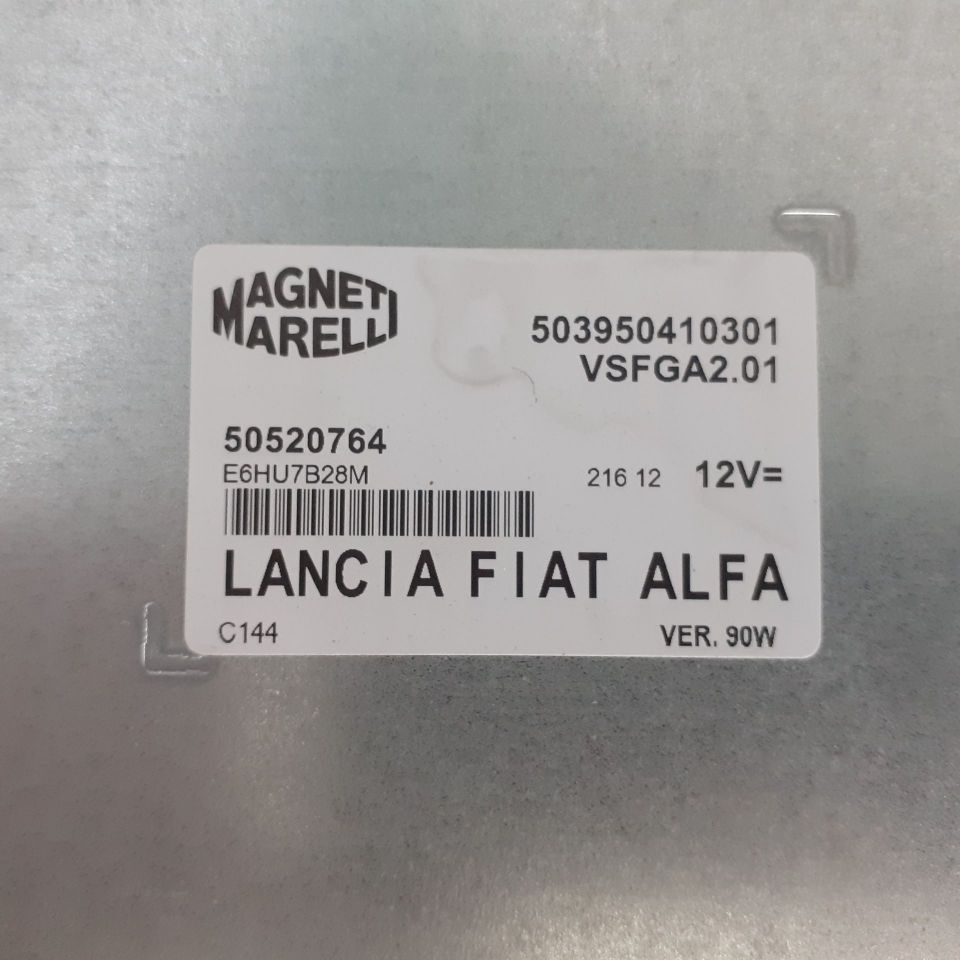 MAGNETI
MARELLI
503950410301
VSFGA2.01
50520764
E6HU7B28M
216 12 12V=
LANCIA FIAT ALFA
C144 VER. 90W